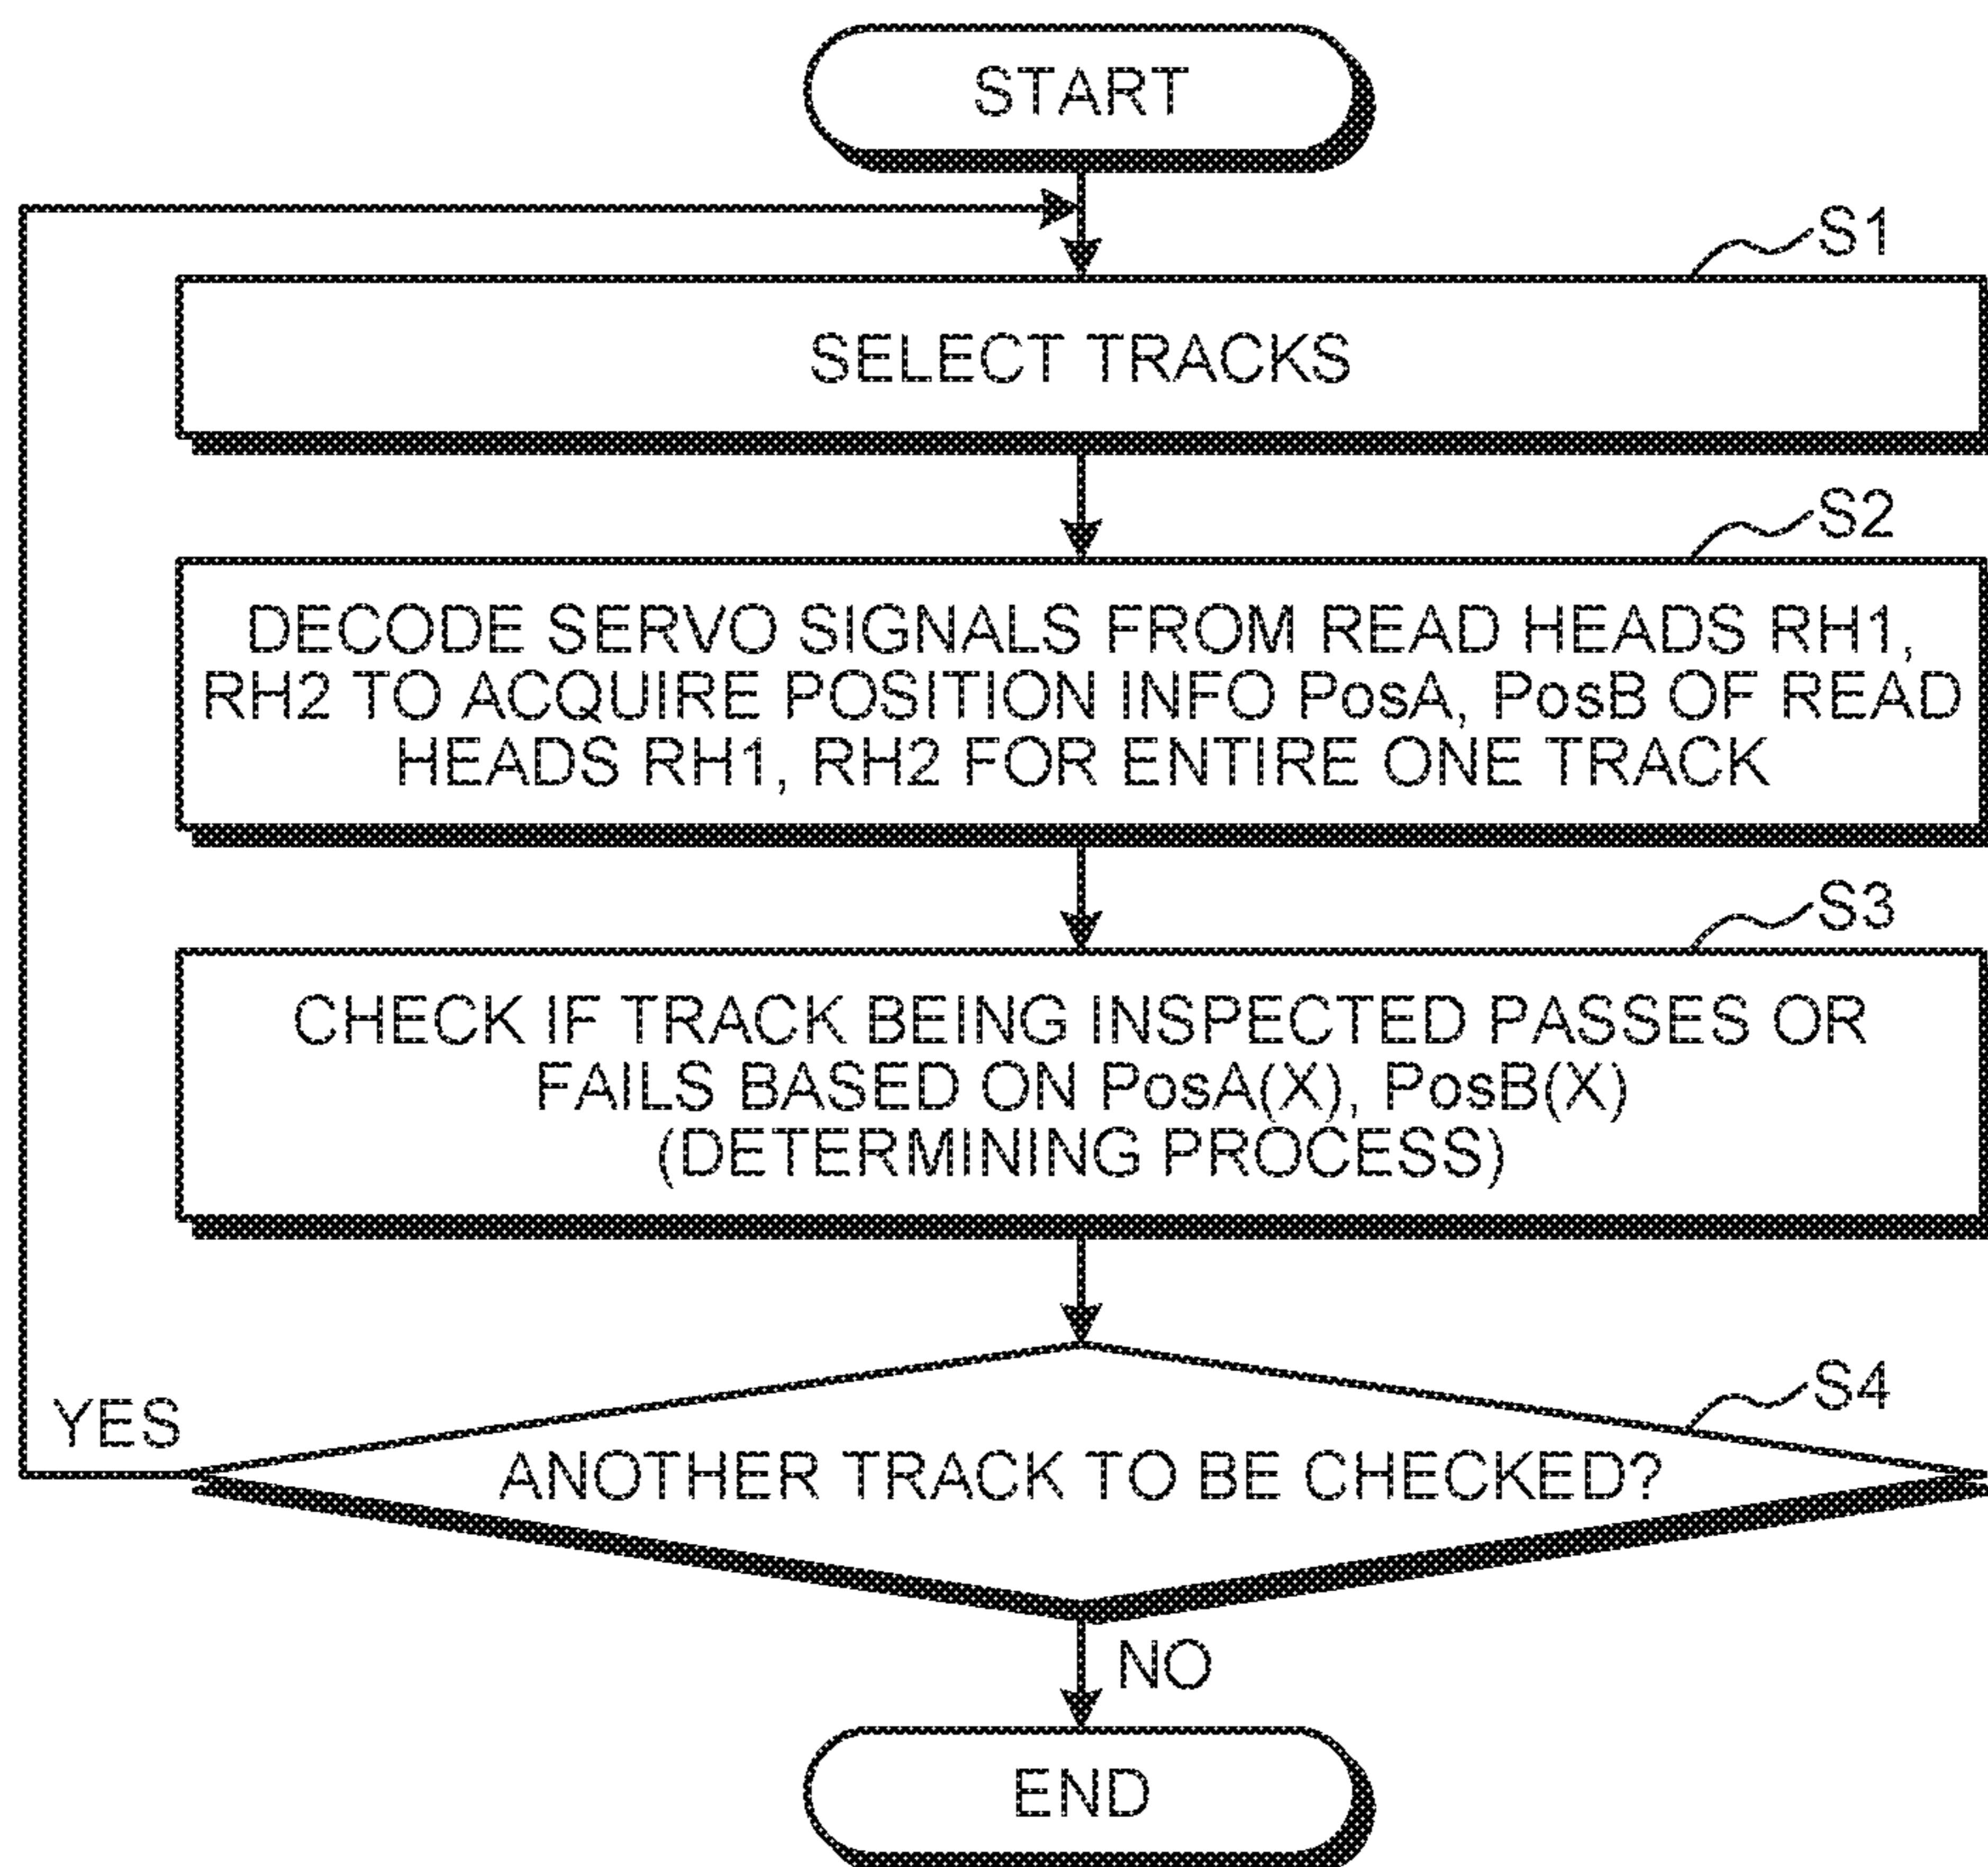 START
S1
SELECT TRACKS
S2
DECODE SERVO SIGNALS FROM READ HEADS RH1,
RH2 TO ACQUIRE POSITION INFO PosA, PosB OF READ
HEADS RH1, RH2 FOR ENTIRE ONE TRACK
S3
CHECK IF TRACK BEING INSPECTED PASSES OR
FAILS BASED ON PosA(X), PosB(X)
(DETERMINING PROCESS)
S4
YES
ANOTHER TRACK TO BE CHECKED?
NO
END